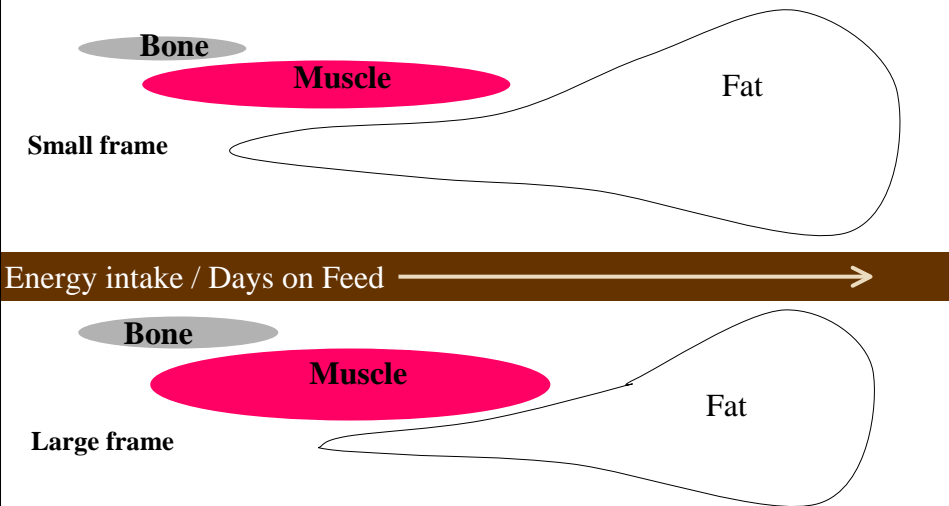 Bone
Muscle
Fat
Small frame
Energy intake / Days on Feed
Bone
Muscle
Fat
Large frame